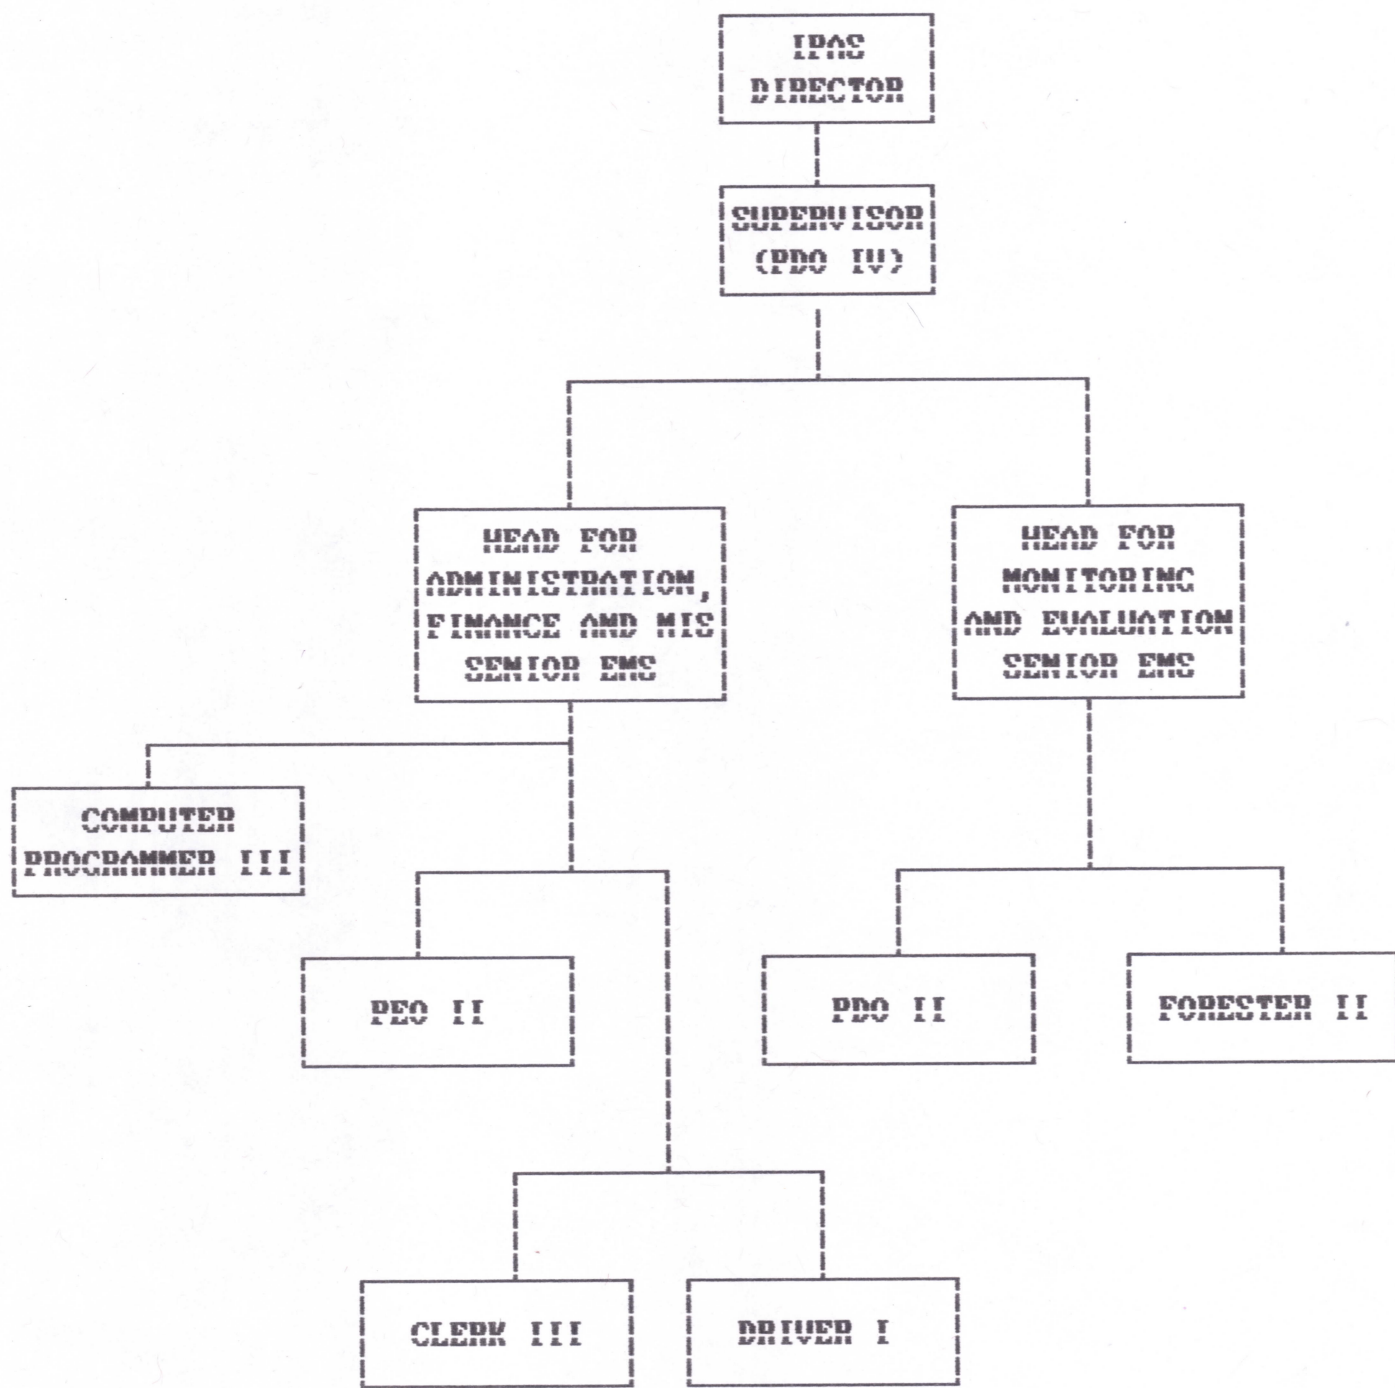 IPAS
DIRECTOR
SUPERVISOR
(PDO IV)
HEAD FOR
ADMINISTRATION,
FINANCE AND MIS
SENIOR EMS
HEAD FOR
MONITORING
AND EVALUATION
SENIOR EMS
COMPUTER
PROGRAMMER III
PEO II
PDO II
FORESTER II
CLERK III
DRIVER I